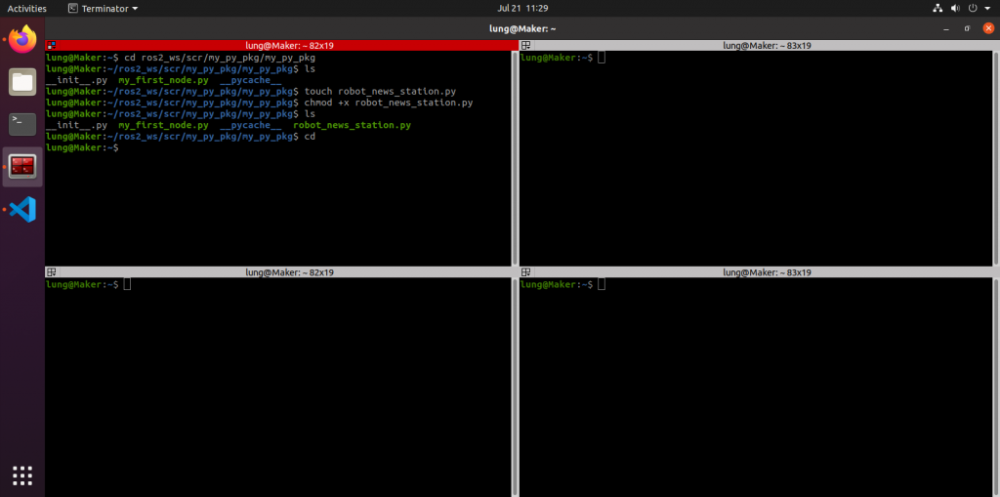 Activities Terminator Jul 21 11:29
lung@Maker: ~
lung@Maker: ~ 82x19
lung@Maker:~$ cd ros2_ws/scr/my_py_pkg/my_py_pkg
lung@Maker:~/ros2_ws/scr/my_py_pkg/my_py_pkg$ ls
__init__.py my_first_node.py __pycache__
lung@Maker:~/ros2_ws/scr/my_py_pkg/my_py_pkg$ touch robot_news_station.py
lung@Maker:~/ros2_ws/scr/my_py_pkg/my_py_pkg$ chmod +x robot_news_station.py
lung@Maker:~/ros2_ws/scr/my_py_pkg/my_py_pkg$ ls
__init__.py my_first_node.py __pycache__ robot_news_station.py
lung@Maker:~/ros2_ws/scr/my_py_pkg/my_py_pkg$ cd
lung@Maker:~$
lung@Maker: ~ 83x19
lung@Maker:~$
lung@Maker: ~ 82x19
lung@Maker:~$
lung@Maker: ~ 83x19
lung@Maker:~$